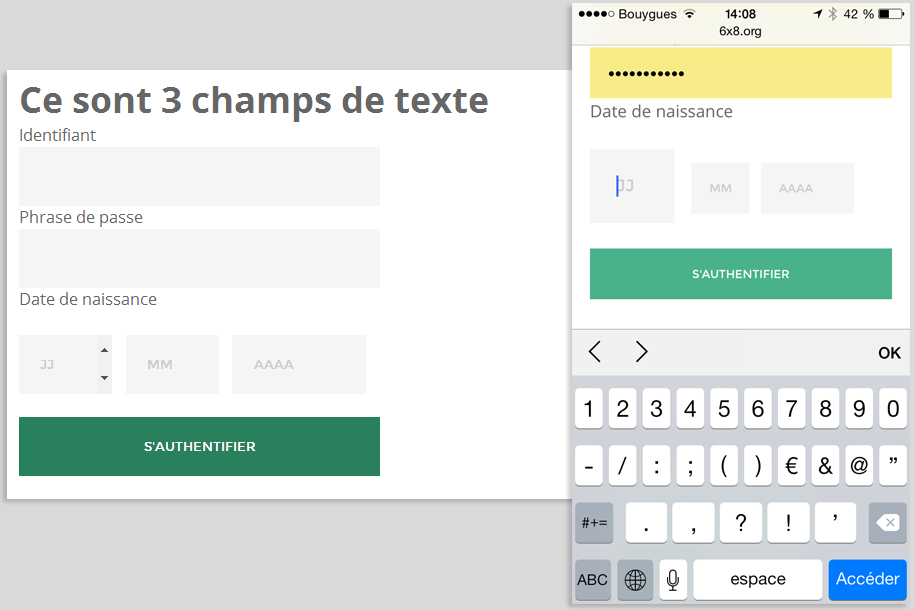 Ce sont 3 champs de texte
Identifiant
Phrase de passe
Date de naissance
JJ MM AAAA
S'AUTHENTIFIER
Bouygues 14:08 42 %
6x8.org
•••••••••••
Date de naissance
JJ MM AAAA
S'AUTHENTIFIER
OK
1 2 3 4 5 6 7 8 9 0
- / : ; ( ) € & @ "
#+= . , ? ! '
ABC espace Accéder